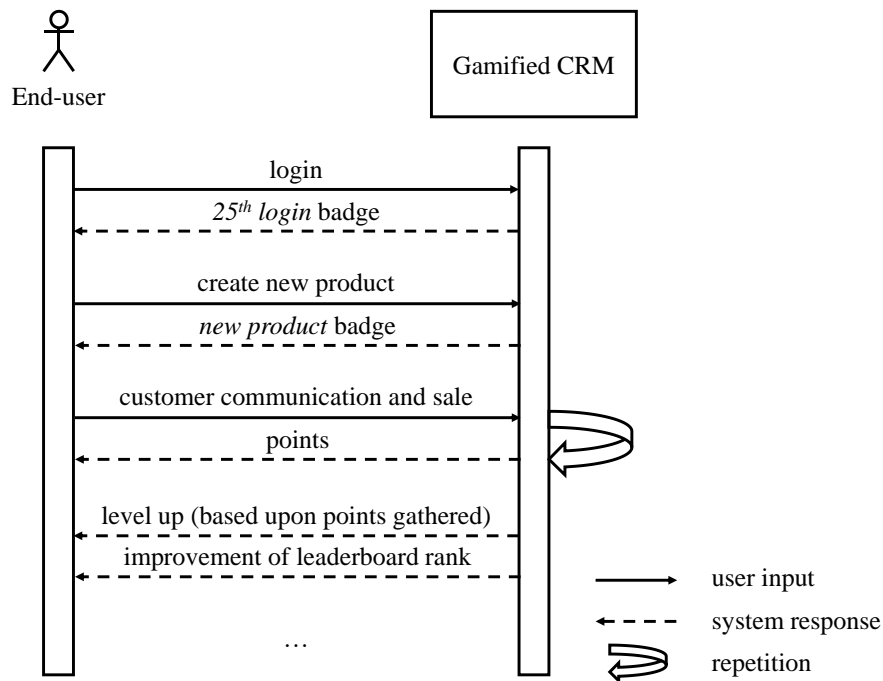 End-user
Gamified CRM
login
25th login badge
create new product
new product badge
customer communication and sale
points
level up (based upon points gathered)
improvement of leaderboard rank
…
user input
system response
repetition